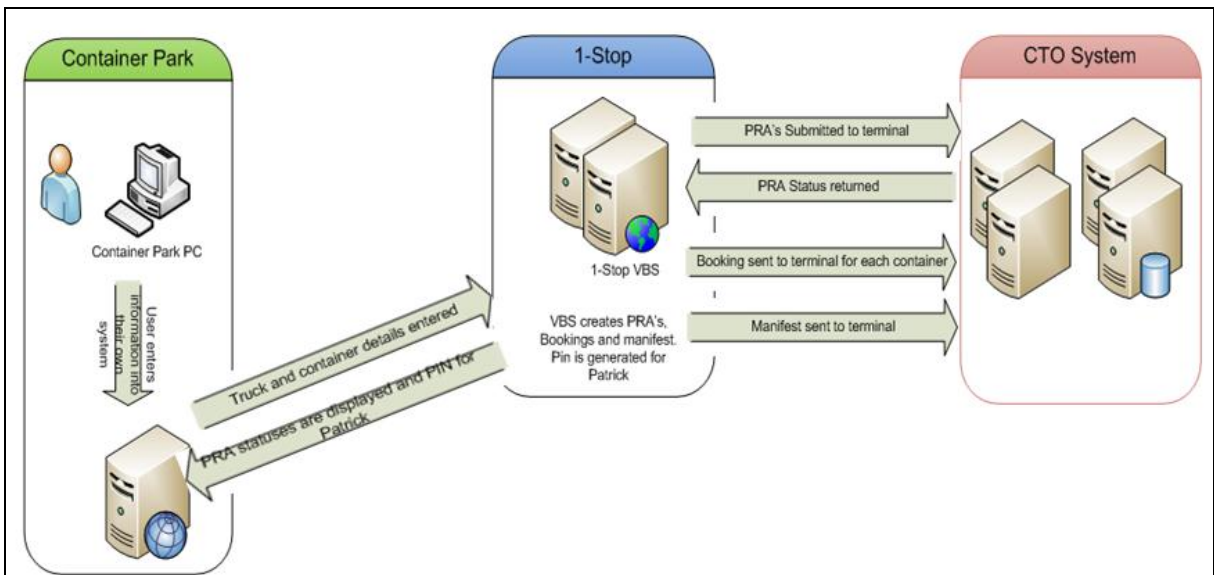 Container Park
Container Park PC
User enters
information into
their own
system
Truck and container details entered
PRA statuses are displayed and PIN for
Patrick
1-Stop
1-Stop VBS
VBS creates PRA's,
Bookings and manifest.
Pin is generated for
Patrick
PRA's Submitted to terminal
PRA Status returned
Booking sent to terminal for each container
Manifest sent to terminal
CTO System